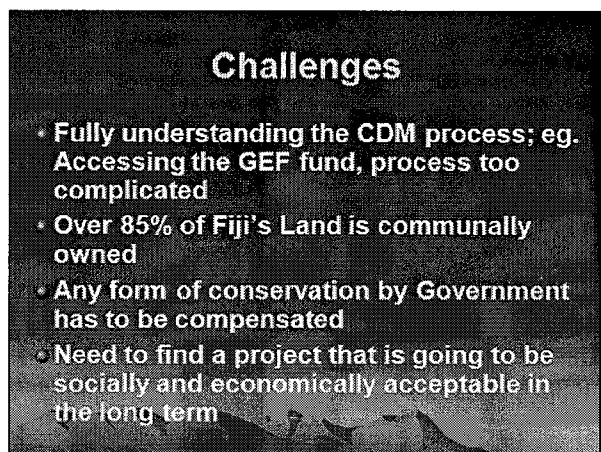 Challenges
• Fully understanding the CDM process; eg.
Accessing the GEF fund, process too
complicated
• Over 85% of Fiji's Land is communally
owned
• Any form of conservation by Government
has to be compensated
• Need to find a project that is going to be
socially and economically acceptable in
the long term